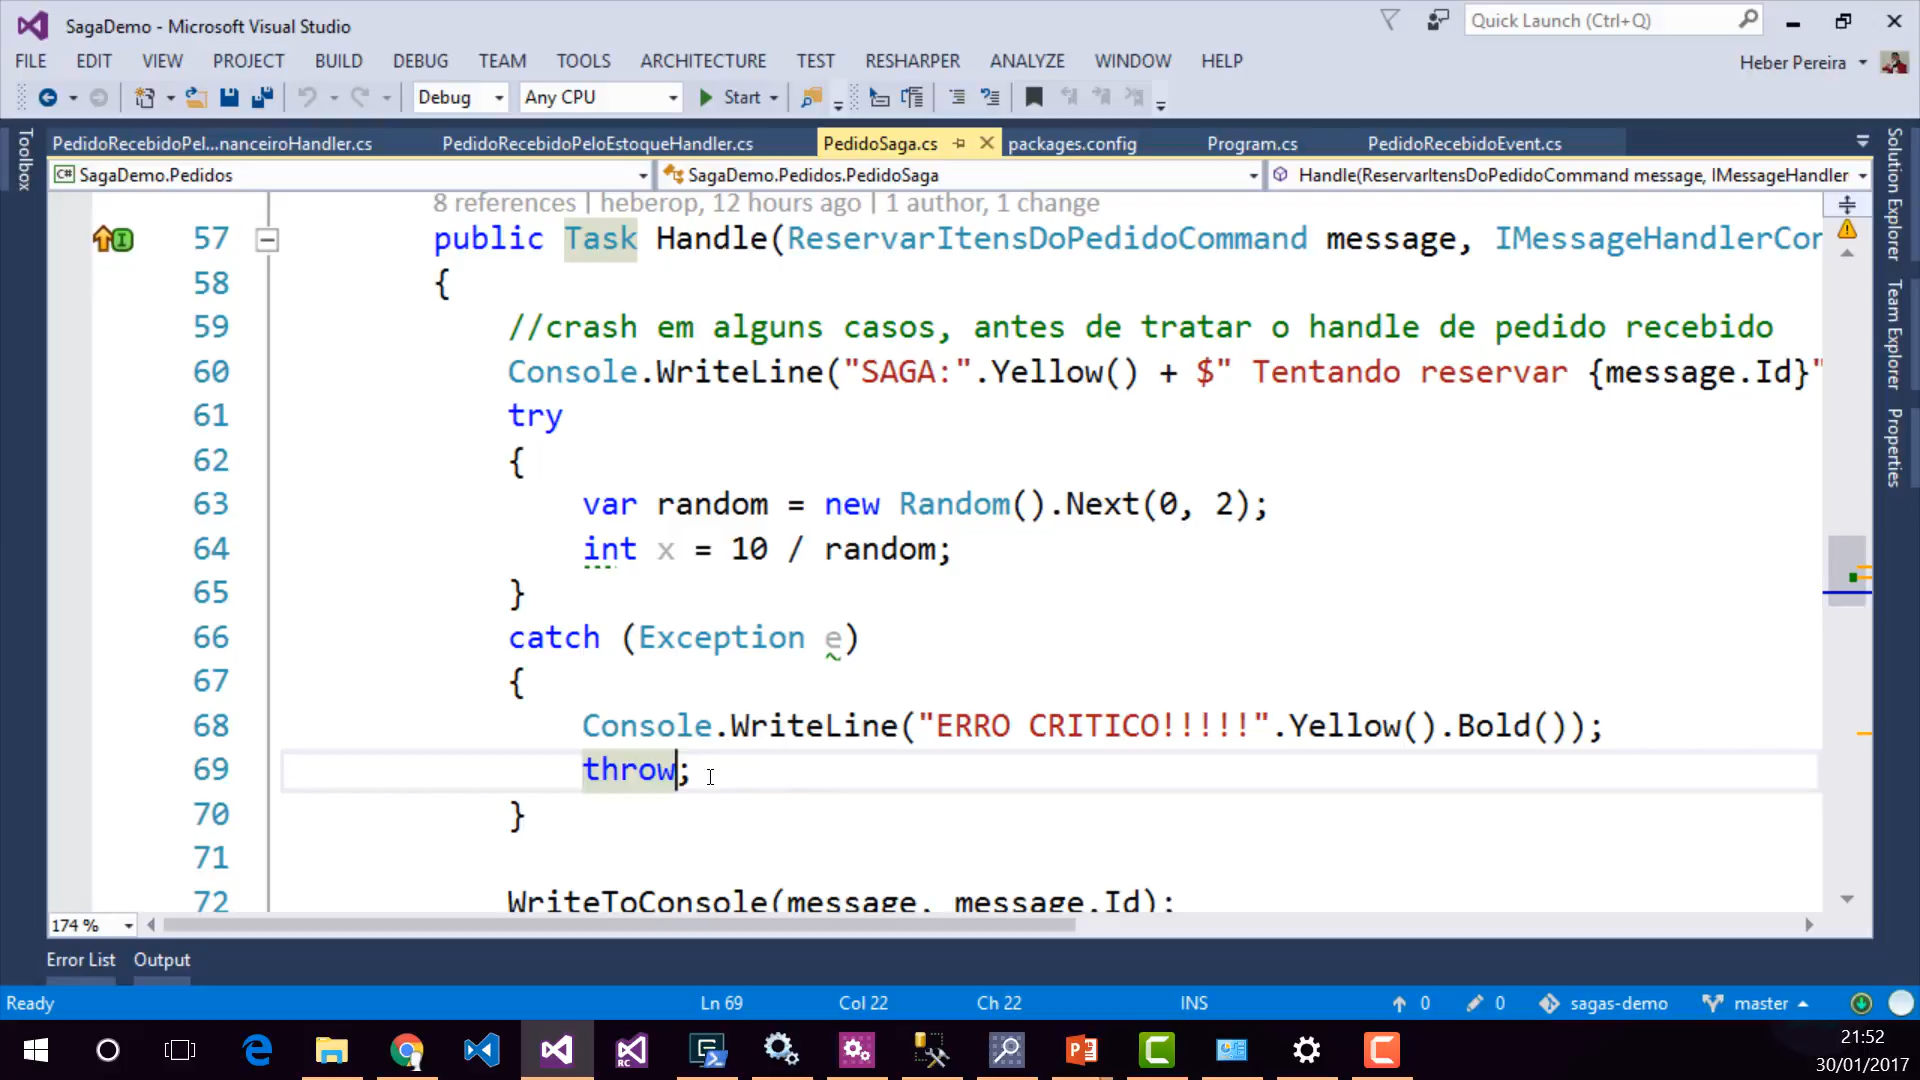 SagaDemo - Microsoft Visual Studio
Quick Launch (Ctrl+Q)
FILE EDIT VIEW PROJECT BUILD DEBUG TEAM TOOLS ARCHITECTURE TEST RESHARPER ANALYZE WINDOW HELP
Heber Pereira
Debug Any CPU Start
Toolbox
PedidoRecebidoPel...nanceiroHandler.cs PedidoRecebidoPeloEstoqueHandler.cs PedidoSaga.cs packages.config Program.cs PedidoRecebidoEvent.cs
C# SagaDemo.Pedidos SagaDemo.Pedidos.PedidoSaga Handle(ReservarItensDoPedidoCommand message, IMessageHandler
8 references | heberop, 12 hours ago | 1 author, 1 change
57 public Task Handle(ReservarItensDoPedidoCommand message, IMessageHandlerCor
58 {
59 //crash em alguns casos, antes de tratar o handle de pedido recebido
60 Console.WriteLine("SAGA:".Yellow() + $" Tentando reservar {message.Id}"
61 try
62 {
63 var random = new Random().Next(0, 2);
64 int x = 10 / random;
65 }
66 catch (Exception e)
67 {
68 Console.WriteLine("ERRO CRITICO!!!!!".Yellow().Bold());
69 throw;
70 }
71
72 WriteToConsole(message, message.Id);
Solution Explorer
Team Explorer
Properties
174 %
Error List Output
Ready Ln 69 Col 22 Ch 22 INS 0 0 sagas-demo master
RC
21:52
30/01/2017